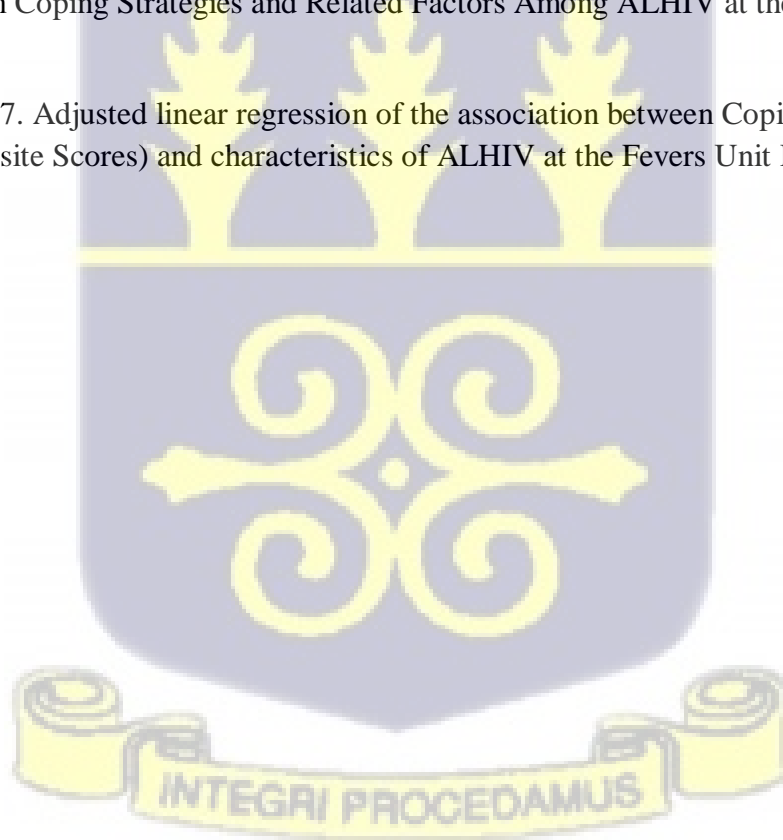 Coping Strategies and Related Factors Among ALHIV at the
7. Adjusted linear regression of the association between Copi
site Scores) and characteristics of ALHIV at the Fevers Unit
INTEGRI PROCEDAMUS